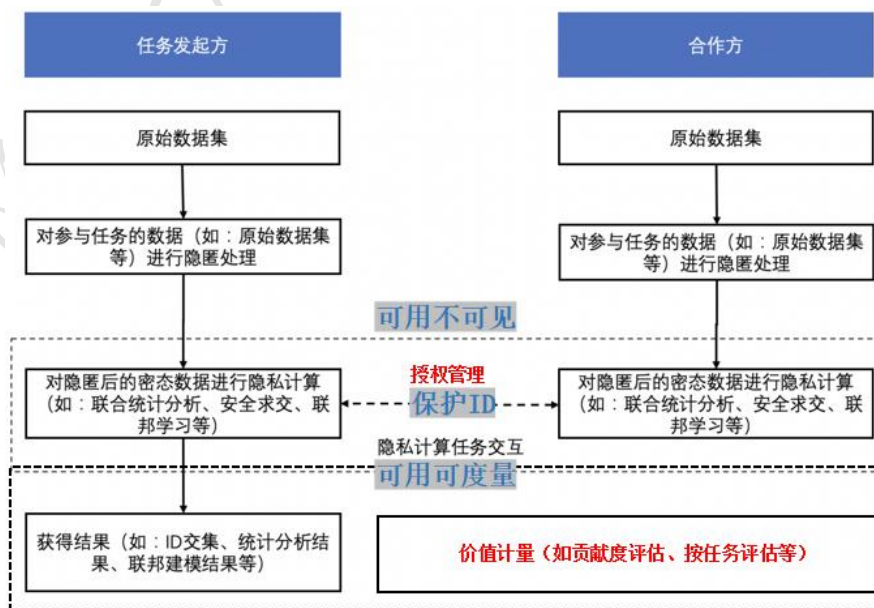 任务发起方
合作方
原始数据集
原始数据集
对参与任务的数据（如：原始数据集
等）进行隐匿处理
对参与任务的数据（如：原始数据集
等）进行隐匿处理
可用不可见
对隐匿后的密态数据进行隐私计算
（如：联合统计分析、安全求交、联
邦学习等）
授权管理
保护ID
对隐匿后的密态数据进行隐私计算
（如：联合统计分析、安全求交、联
邦学习等）
隐私计算任务交互
可用可度量
获得结果（如：ID交集、统计分析结
果、联邦建模结果等）
价值计量（如贡献度评估、按任务评估等）